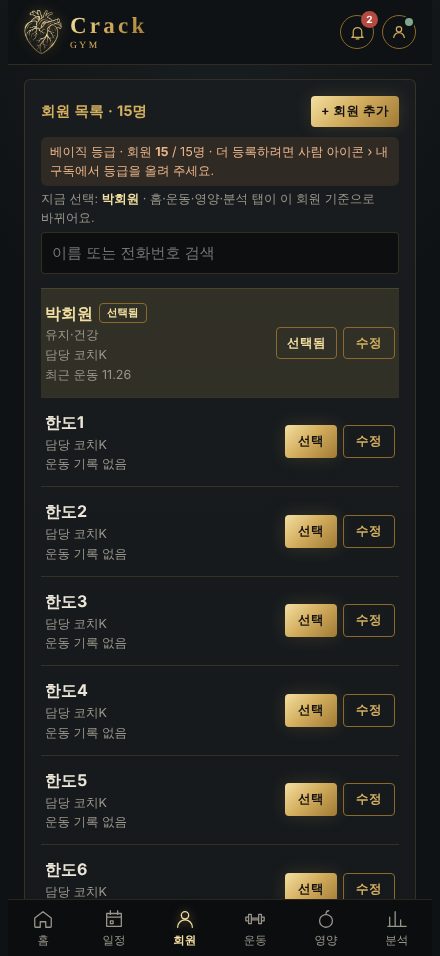 Crack
GYM
2
회원 목록 · 15명
+ 회원 추가
베이직 등급 · 회원 15 / 15명 · 더 등록하려면 사람 아이콘 › 내
구독에서 등급을 올려 주세요.
지금 선택: 박회원 · 홈·운동·영양·분석 탭이 이 회원 기준으로
바뀌어요.
이름 또는 전화번호 검색
박회원 선택됨
유지·건강
담당 코치K
최근 운동 11.26
선택됨 수정
한도1
담당 코치K
운동 기록 없음
선택 수정
한도2
담당 코치K
운동 기록 없음
선택 수정
한도3
담당 코치K
운동 기록 없음
선택 수정
한도4
담당 코치K
운동 기록 없음
선택 수정
한도5
담당 코치K
운동 기록 없음
선택 수정
한도6
담당 코치K
선택 수정
홈 일정 회원 운동 영양 분석